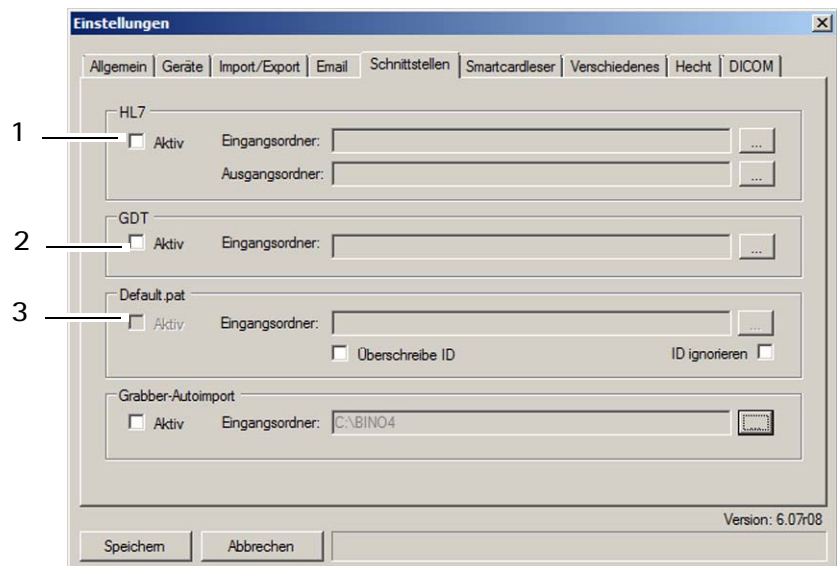 Einstellungen
Allgemein Geräte Import/Export Email Schnittstellen Smartcardleser Verschiedenes Hecht DICOM
HL7
1 Aktiv Eingangsordner: ...
Ausgangsordner: ...
GDT
2 Aktiv Eingangsordner: ...
Default.pat
3 Aktiv Eingangsordner: ...
Überschreibe ID ID ignorieren
Grabber-Autoimport
Aktiv Eingangsordner: C:\BINO4 ...
Version: 6.07r08
Speichern Abbrechen